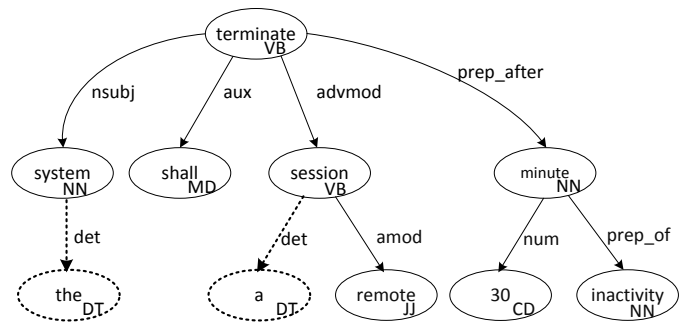 terminate
VB
prep_after
nsubj
aux
advmod
system
NN
shall
MD
session
VB
minute
NN
det
det
amod
num
prep_of
the
DT
a
DT
remote
JJ
30
CD
inactivity
NN